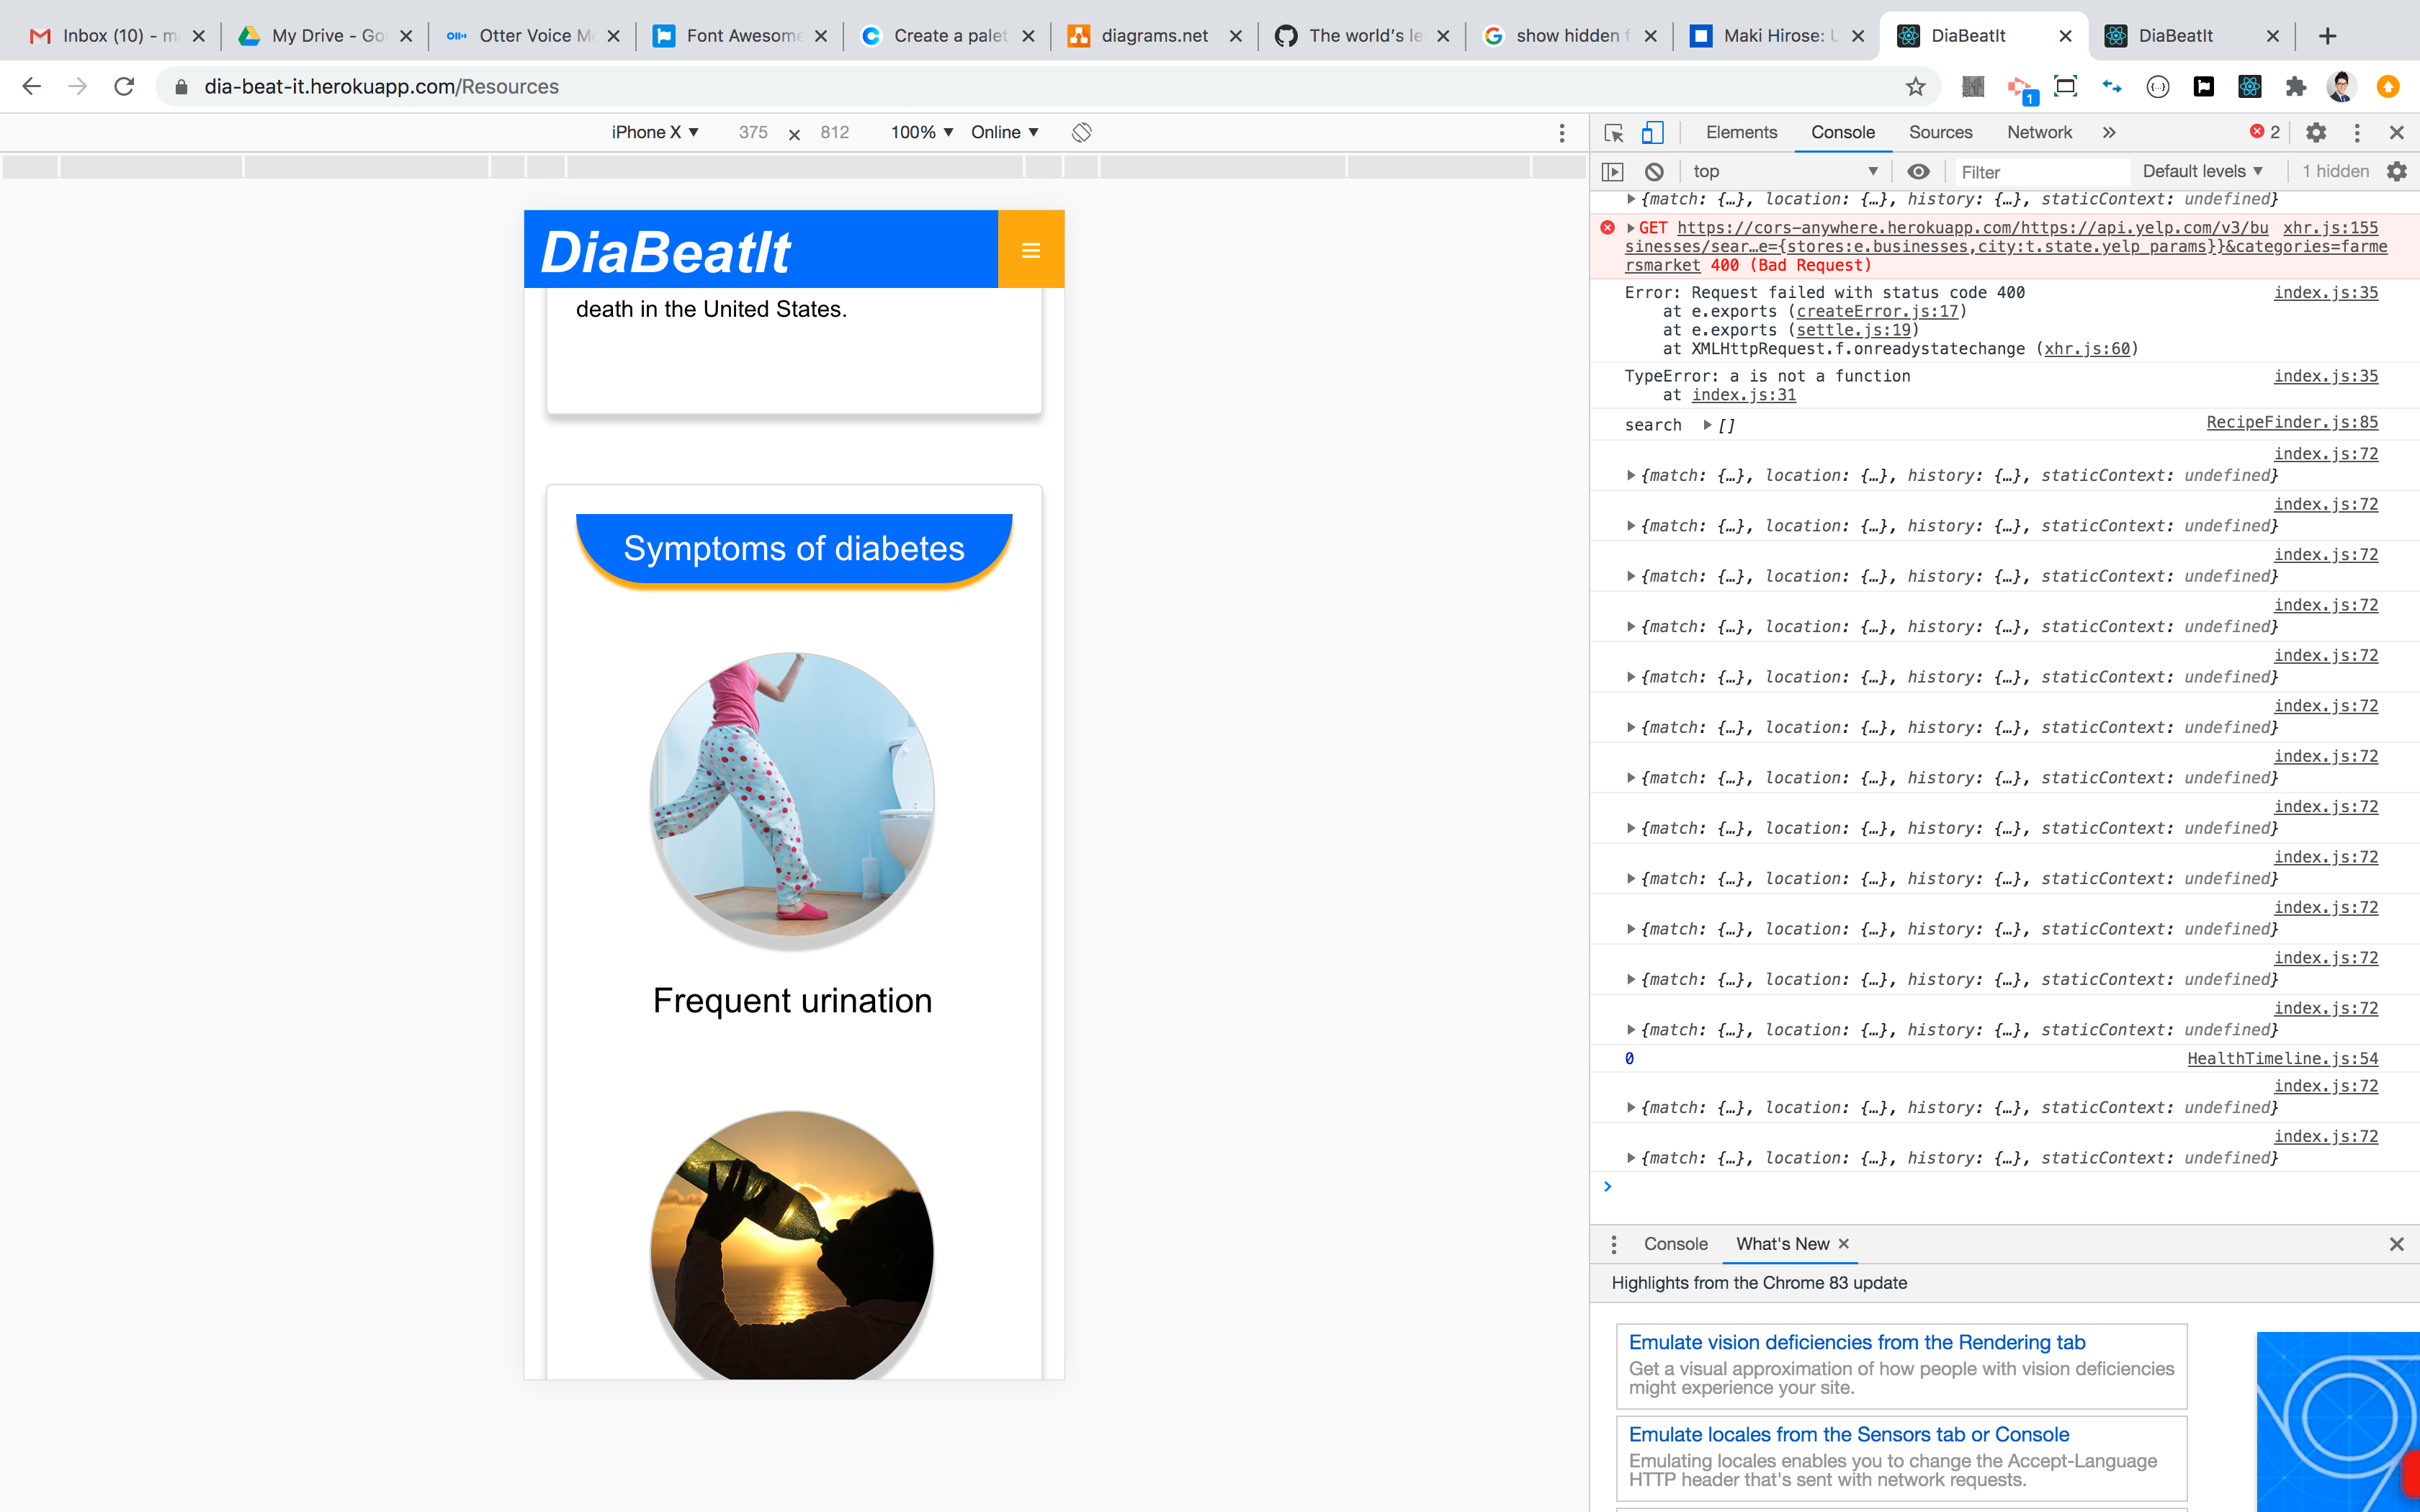 Inbox (10) - m
My Drive - Go
Otter Voice M
Font Awesome
Create a palet
diagrams.net
The world's le
show hidden f
Maki Hirose: U
DiaBeatIt
DiaBeatIt
dia-beat-it.herokuapp.com/Resources
1
iPhone X ▼ 375 × 812 100% ▼ Online ▼
DiaBeatIt
death in the United States.
Symptoms of diabetes
Frequent urination
Elements Console Sources Network » 2
top ▼ Filter Default levels ▼ 1 hidden
{match: {…}, location: {…}, history: {…}, staticContext: undefined}
GET https://cors-anywhere.herokuapp.com/https://api.yelp.com/v3/bu xhr.js:155
sinesses/sear…e={stores:e.businesses,city:t.state.yelp_params}}&categories=farme
rsmarket 400 (Bad Request)
Error: Request failed with status code 400 index.js:35
at e.exports (createError.js:17)
at e.exports (settle.js:19)
at XMLHttpRequest.f.onreadystatechange (xhr.js:60)
TypeError: a is not a function index.js:35
at index.js:31
search ▶ [] RecipeFinder.js:85
index.js:72
{match: {…}, location: {…}, history: {…}, staticContext: undefined}
index.js:72
{match: {…}, location: {…}, history: {…}, staticContext: undefined}
index.js:72
{match: {…}, location: {…}, history: {…}, staticContext: undefined}
index.js:72
{match: {…}, location: {…}, history: {…}, staticContext: undefined}
index.js:72
{match: {…}, location: {…}, history: {…}, staticContext: undefined}
index.js:72
{match: {…}, location: {…}, history: {…}, staticContext: undefined}
index.js:72
{match: {…}, location: {…}, history: {…}, staticContext: undefined}
index.js:72
{match: {…}, location: {…}, history: {…}, staticContext: undefined}
index.js:72
{match: {…}, location: {…}, history: {…}, staticContext: undefined}
index.js:72
{match: {…}, location: {…}, history: {…}, staticContext: undefined}
index.js:72
{match: {…}, location: {…}, history: {…}, staticContext: undefined}
index.js:72
{match: {…}, location: {…}, history: {…}, staticContext: undefined}
0 HealthTimeline.js:54
index.js:72
{match: {…}, location: {…}, history: {…}, staticContext: undefined}
index.js:72
{match: {…}, location: {…}, history: {…}, staticContext: undefined}
Console What's New
Highlights from the Chrome 83 update
Emulate vision deficiencies from the Rendering tab
Get a visual approximation of how people with vision deficiencies
might experience your site.
Emulate locales from the Sensors tab or Console
Emulating locales enables you to change the Accept-Language
HTTP header that's sent with network requests.